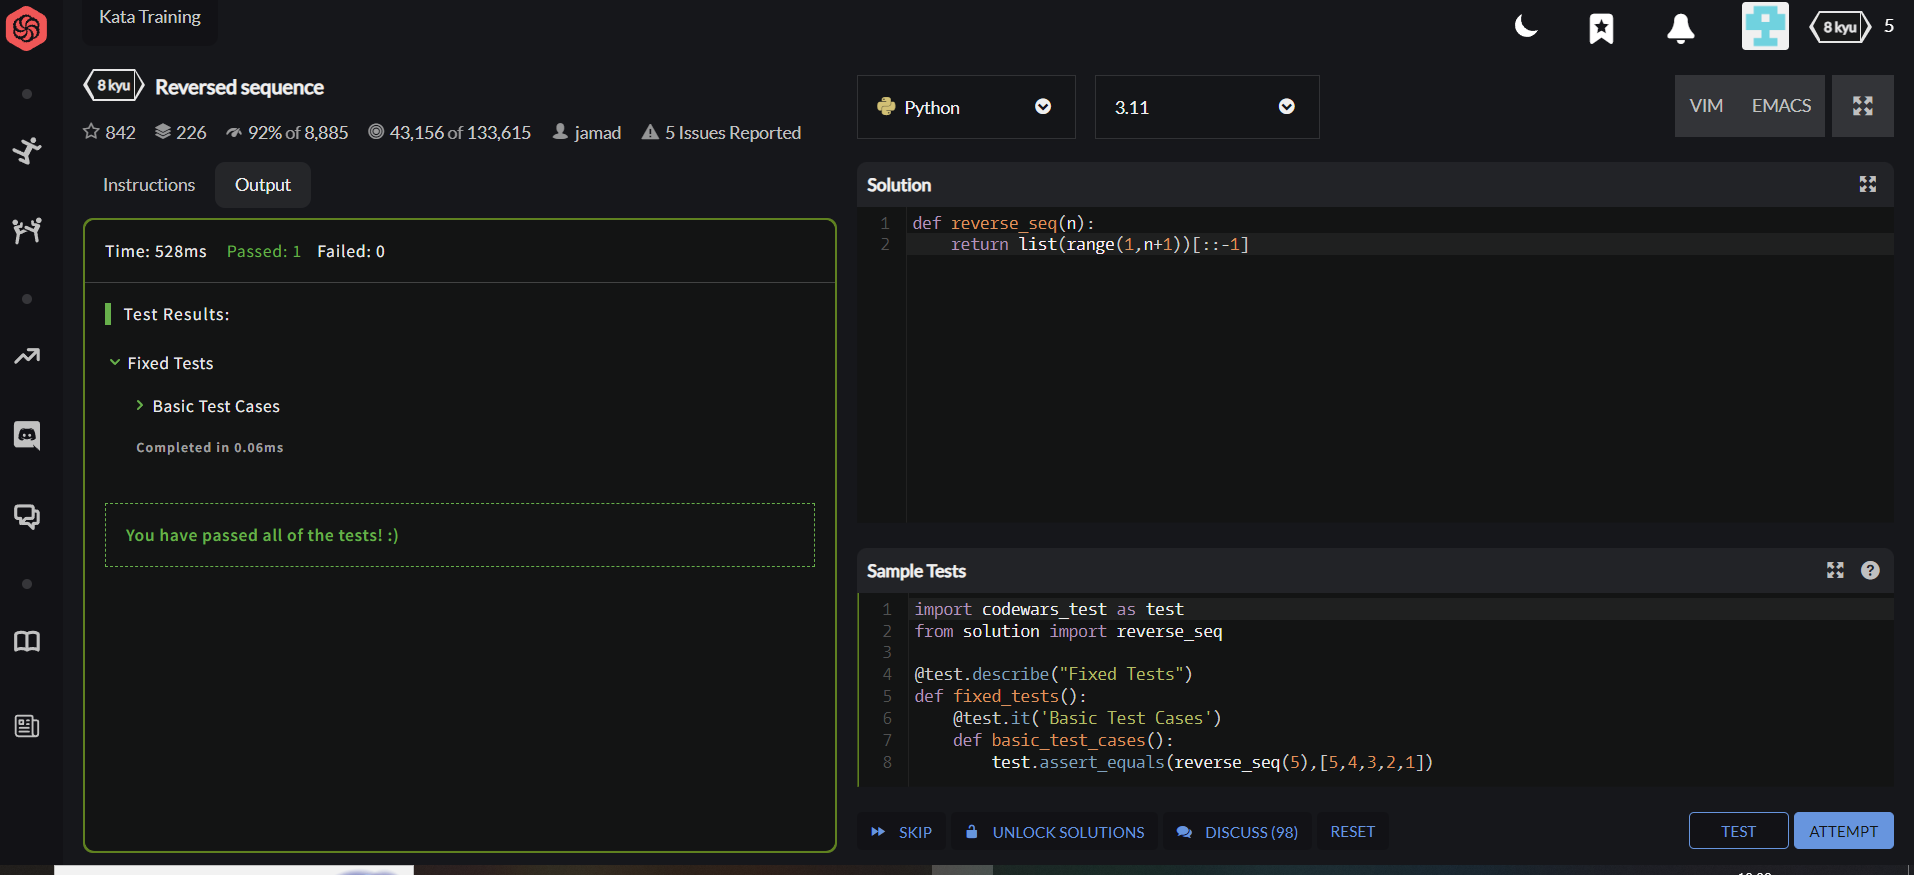 Kata Training
8 kyu 5
8 kyu Reversed sequence
842 226 92% of 8,885 43,156 of 133,615 jamad 5 Issues Reported
Instructions Output
Time: 528ms Passed: 1 Failed: 0
Test Results:
Fixed Tests
Basic Test Cases
Completed in 0.06ms
You have passed all of the tests! :)
Python 3.11 VIM EMACS
Solution
1 def reverse_seq(n):
2     return list(range(1,n+1))[::-1]
Sample Tests ?
1 import codewars_test as test
2 from solution import reverse_seq
3
4 @test.describe("Fixed Tests")
5 def fixed_tests():
6     @test.it('Basic Test Cases')
7     def basic_test_cases():
8         test.assert_equals(reverse_seq(5),[5,4,3,2,1])
SKIP UNLOCK SOLUTIONS DISCUSS (98) RESET TEST ATTEMPT